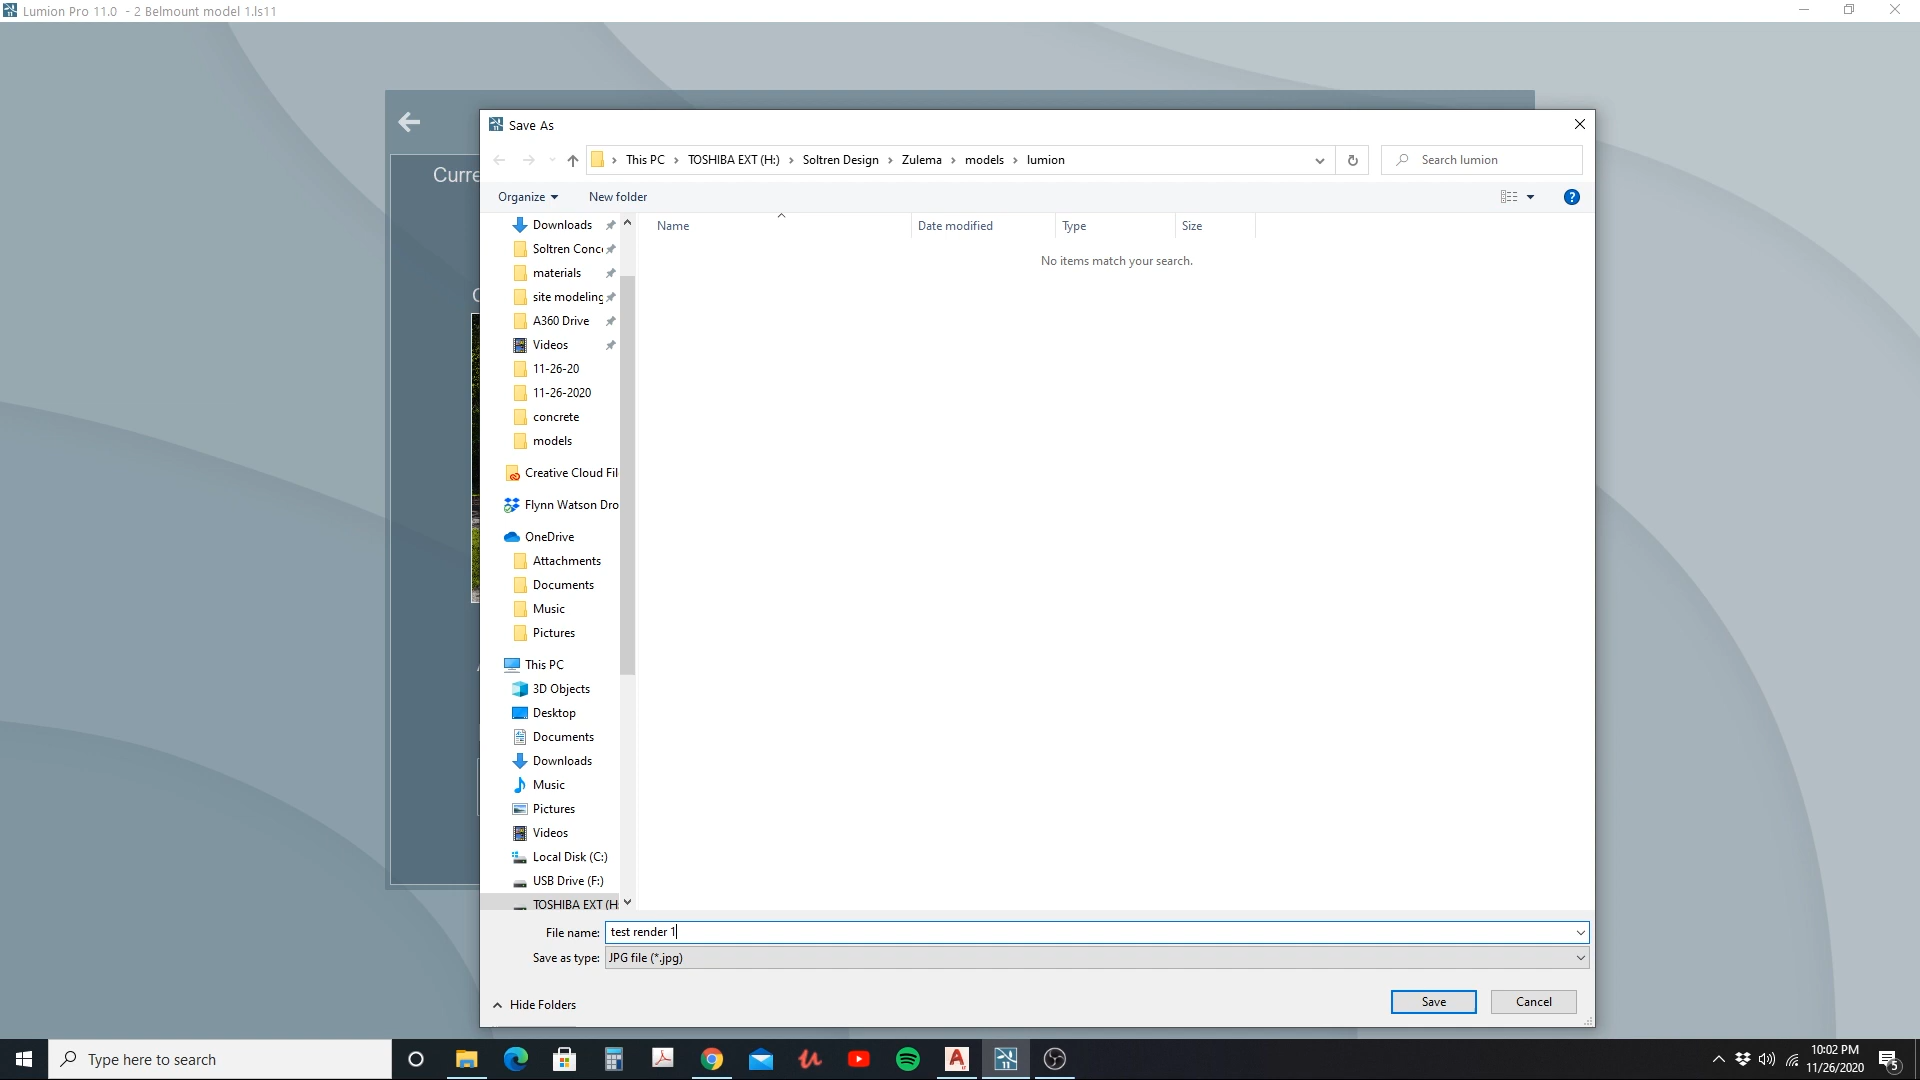 Lumion Pro 11.0 - 2 Belmount model 1.ls11
Curre
Save As
This PC > TOSHIBA EXT (H:) > Soltren Design > Zulema > models > lumion
Search lumion
Organize
New folder
Name
Date modified
Type
Size
No items match your search.
Downloads
Soltren Conc
materials
site modeling
A360 Drive
Videos
11-26-20
11-26-2020
concrete
models
Creative Cloud Fil
Flynn Watson Dro
OneDrive
Attachments
Documents
Music
Pictures
This PC
3D Objects
Desktop
Documents
Downloads
Music
Pictures
Videos
Local Disk (C:)
USB Drive (F:)
TOSHIBA EXT (H
File name: test render 1
Save as type: JPG file (*.jpg)
Hide Folders
Save
Cancel
Type here to search
10:02 PM
11/26/2020
5